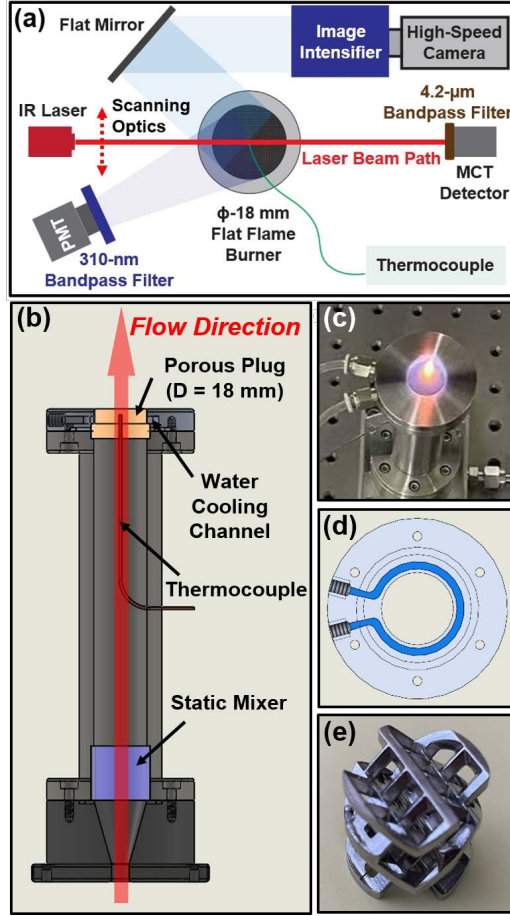 (a)
Flat Mirror
Image
Intensifier
High-Speed
Camera
IR Laser
Scanning
Optics
4.2-μm
Bandpass Filter
Laser Beam Path
MCT
Detector
PMT
310-nm
Bandpass Filter
ϕ-18 mm
Flat Flame
Burner
Thermocouple
(b)
Flow Direction
Porous Plug
(D = 18 mm)
Water
Cooling
Channel
Thermocouple
Static Mixer
(c)
(d)
(e)